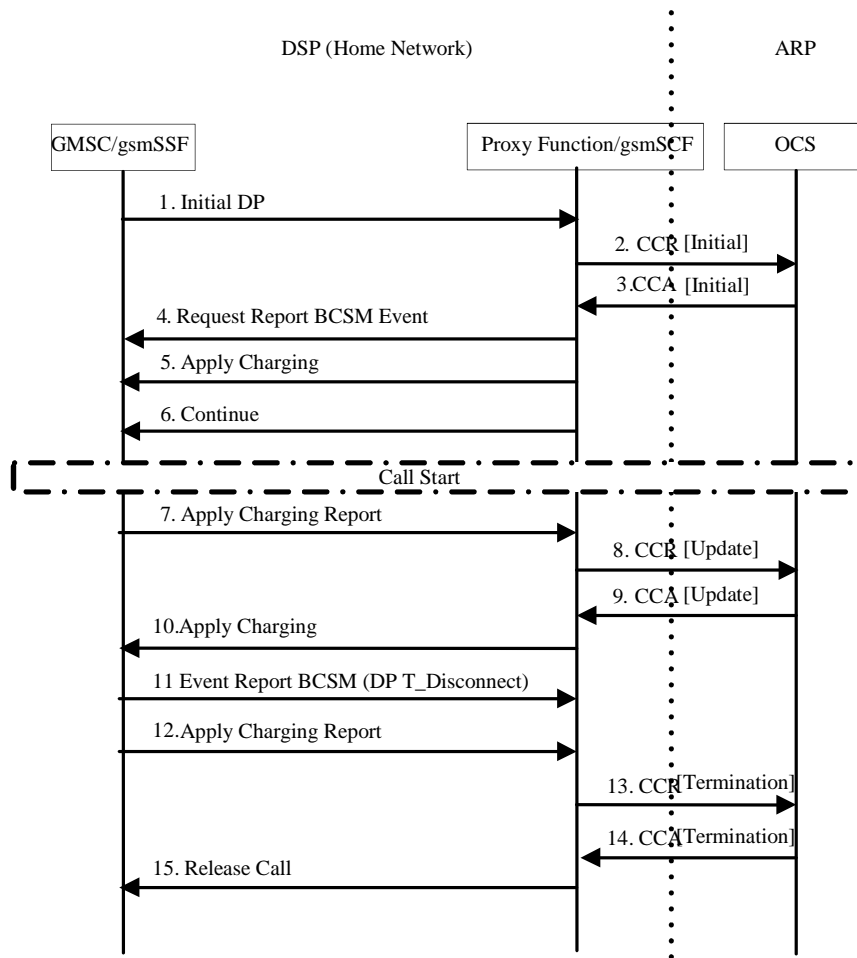 DSP (Home Network)
ARP
GMSC/gsmSSF
Proxy Function/gsmSCF
OCS
1. Initial DP
2. CCR [Initial]
3.CCA [Initial]
4. Request Report BCSM Event
5. Apply Charging
6. Continue
Call Start
7. Apply Charging Report
8. CCR [Update]
9. CCA [Update]
10.Apply Charging
11 Event Report BCSM (DP T_Disconnect)
12.Apply Charging Report
13. CCR[Termination]
14. CCA[Termination]
15. Release Call